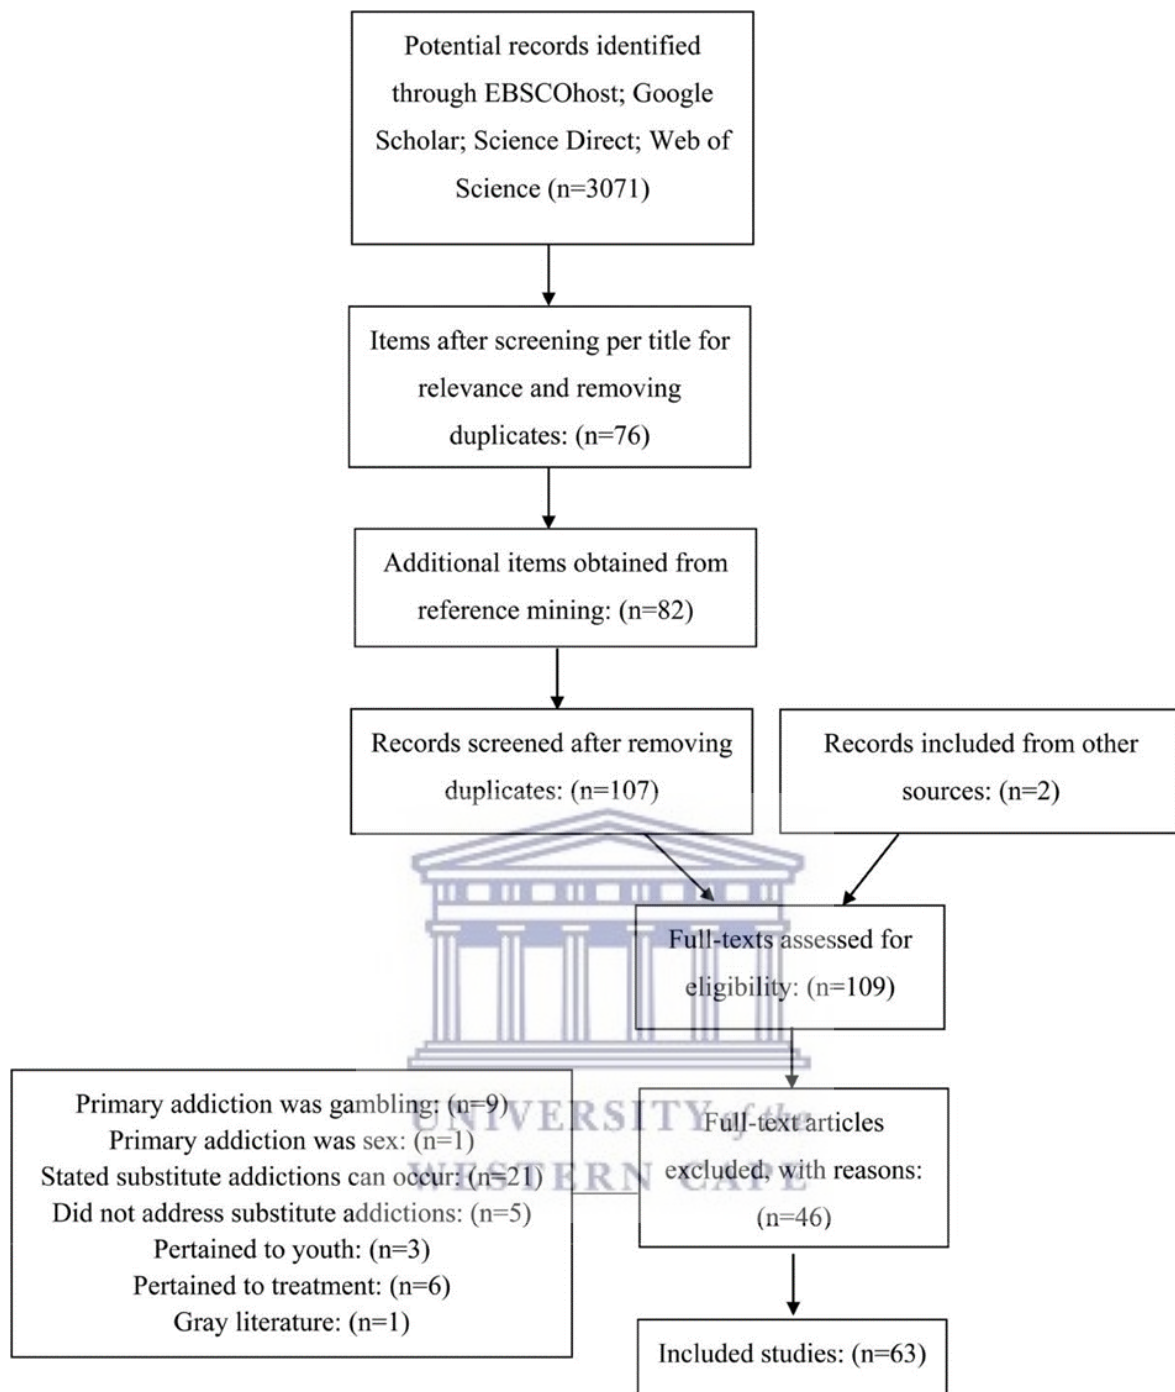 Potential records identified
through EBSCOhost; Google
Scholar; Science Direct; Web of
Science (n=3071)
Items after screening per title for
relevance and removing
duplicates: (n=76)
Additional items obtained from
reference mining: (n=82)
Records screened after removing
duplicates: (n=107)
Records included from other
sources: (n=2)
Full-texts assessed for
eligibility: (n=109)
Full-text articles
excluded, with reasons:
(n=46)
Primary addiction was gambling: (n=9)
Primary addiction was sex: (n=1)
Stated substitute addictions can occur: (n=21)
Did not address substitute addictions: (n=5)
Pertained to youth: (n=3)
Pertained to treatment: (n=6)
Gray literature: (n=1)
Included studies: (n=63)
UNIVERSITY of the
WESTERN CAPE